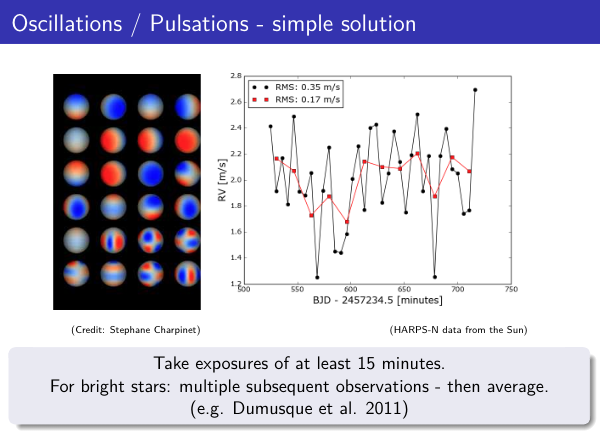 Oscillations / Pulsations - simple solution
RMS: 0.35 m/s
RMS: 0.17 m/s
2.8
2.6
2.4
2.2
2.0
1.8
1.6
1.4
1.2
RV [m/s]
500 550 600 650 700 750
BJD - 2457234.5 [minutes]
(Credit: Stephane Charpinet)
(HARPS-N data from the Sun)
Take exposures of at least 15 minutes.
For bright stars: multiple subsequent observations - then average.
(e.g. Dumusque et al. 2011)